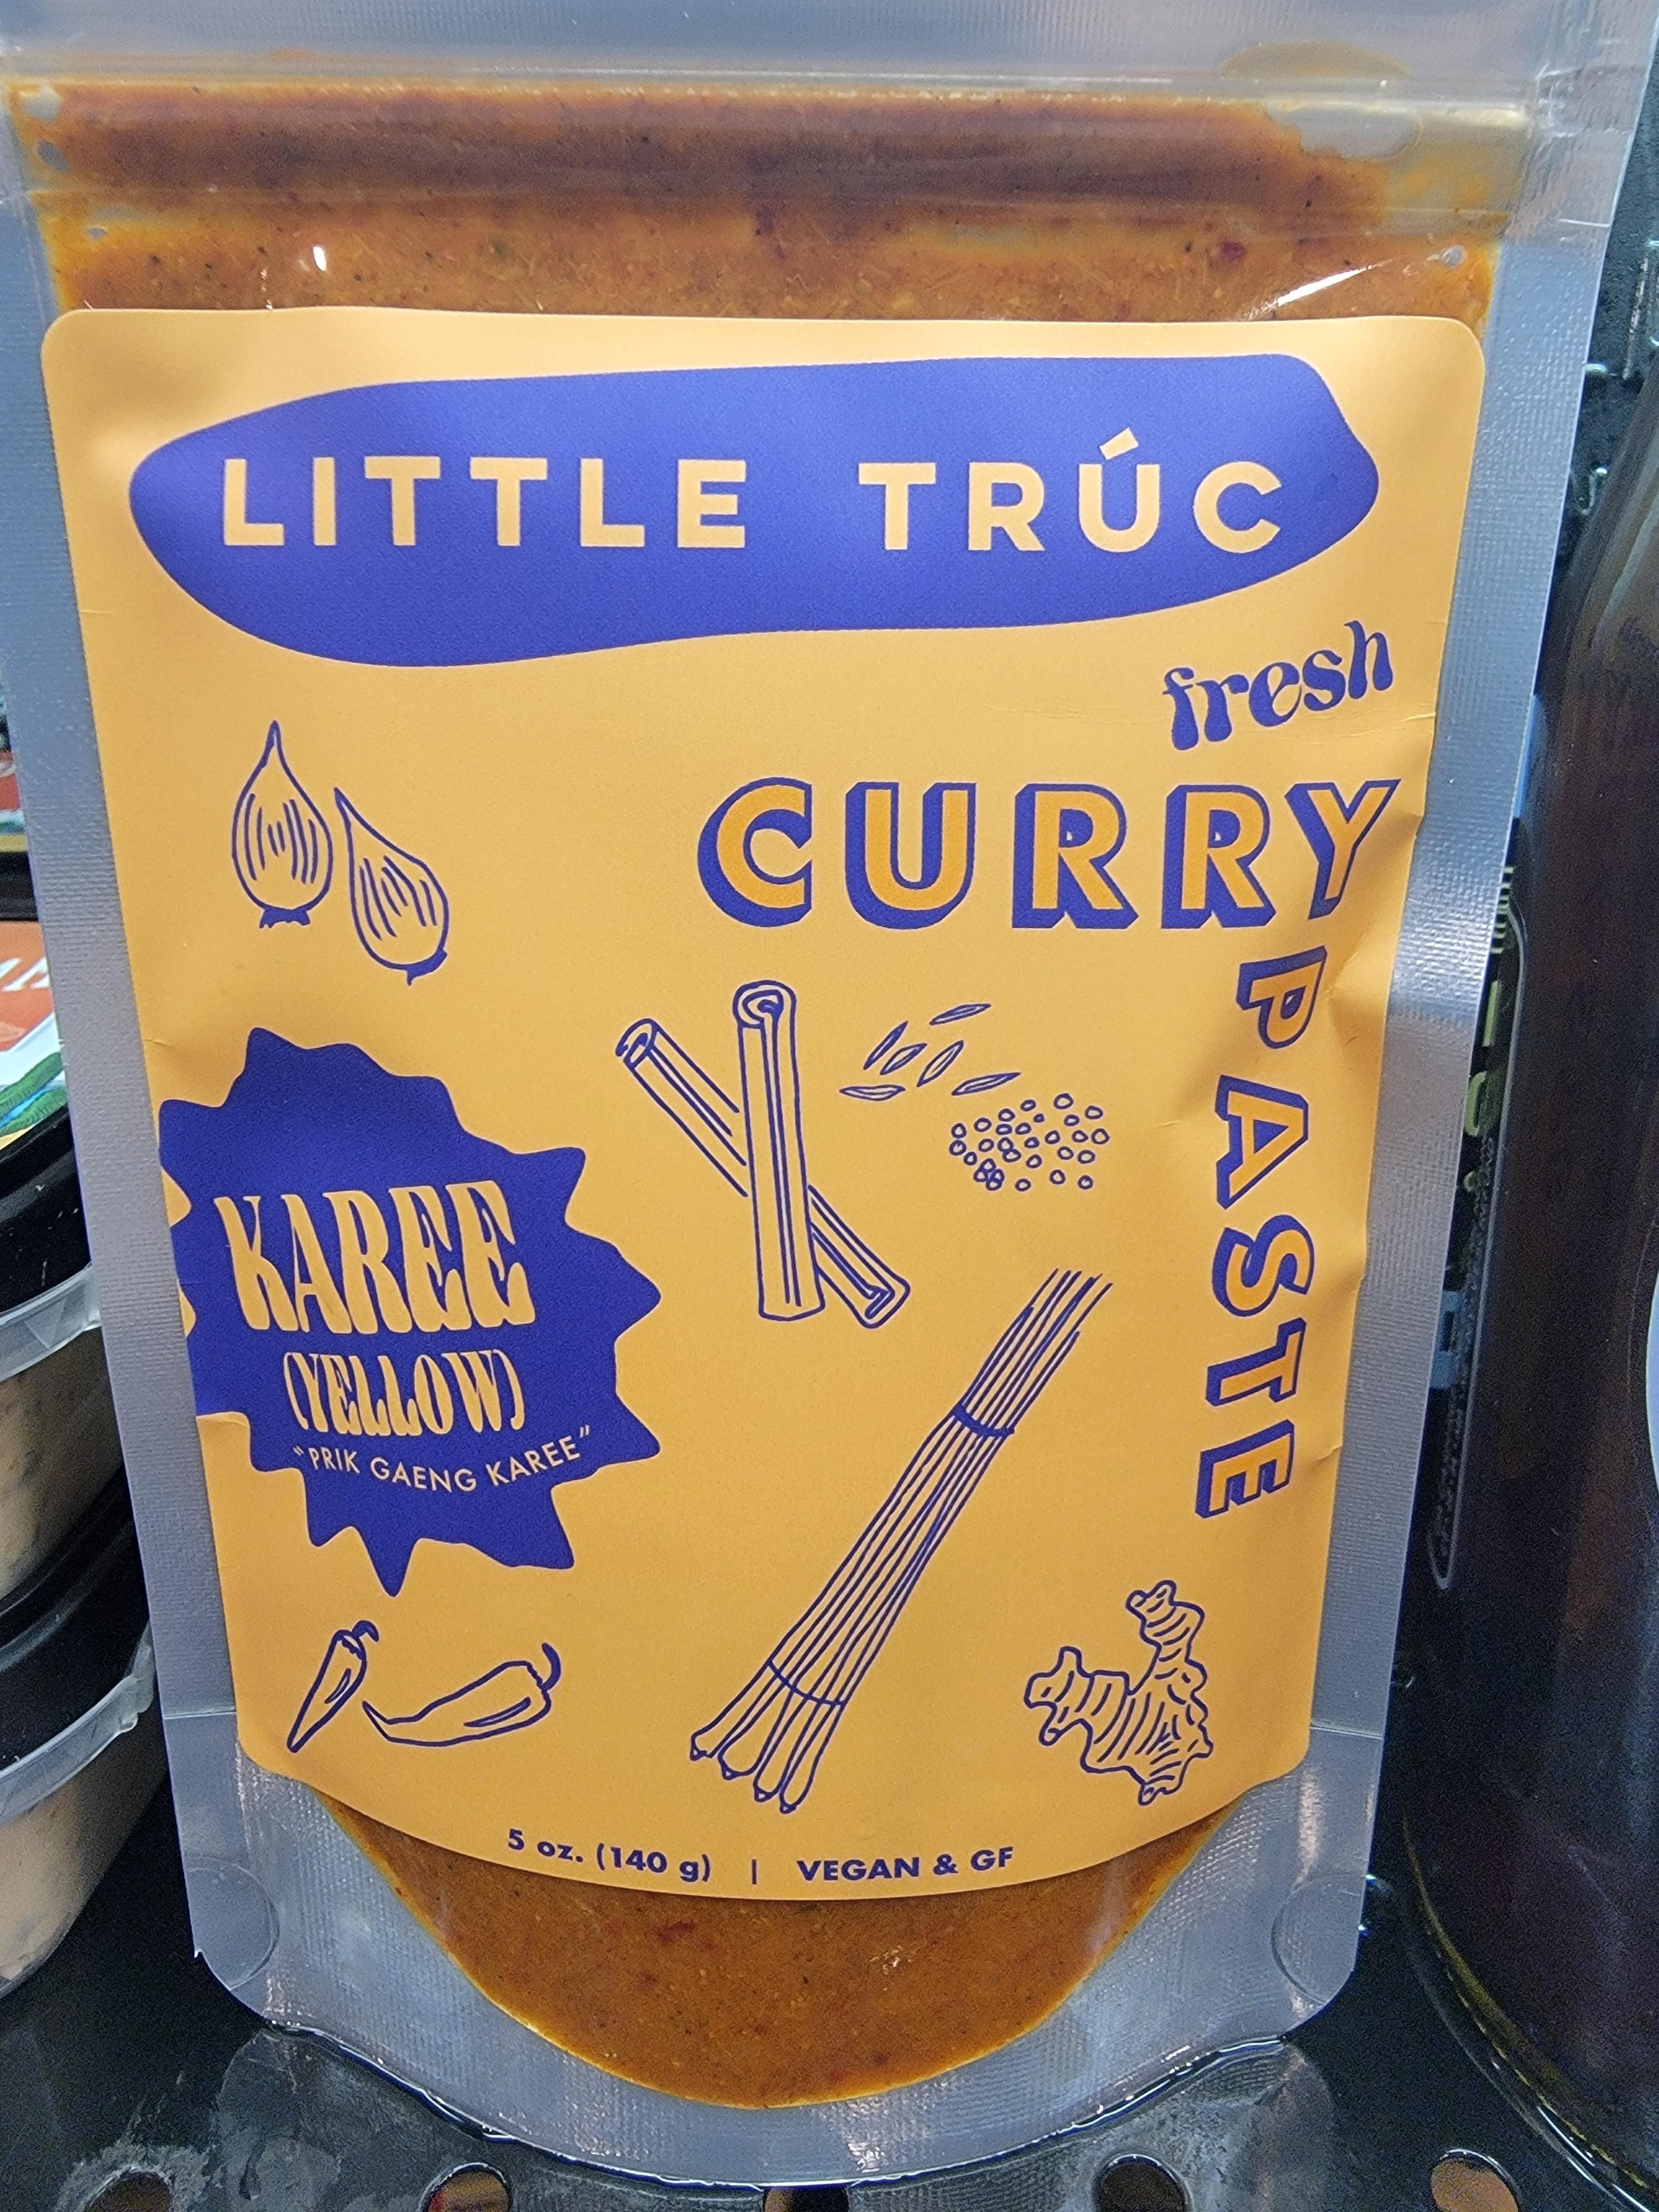 LITTLE TRÚC
fresh
CURRY
PASTE
KAREE
(YELLOW)
"PRIK GAENG KAREE"
5 oz. (140 g) | VEGAN & GF